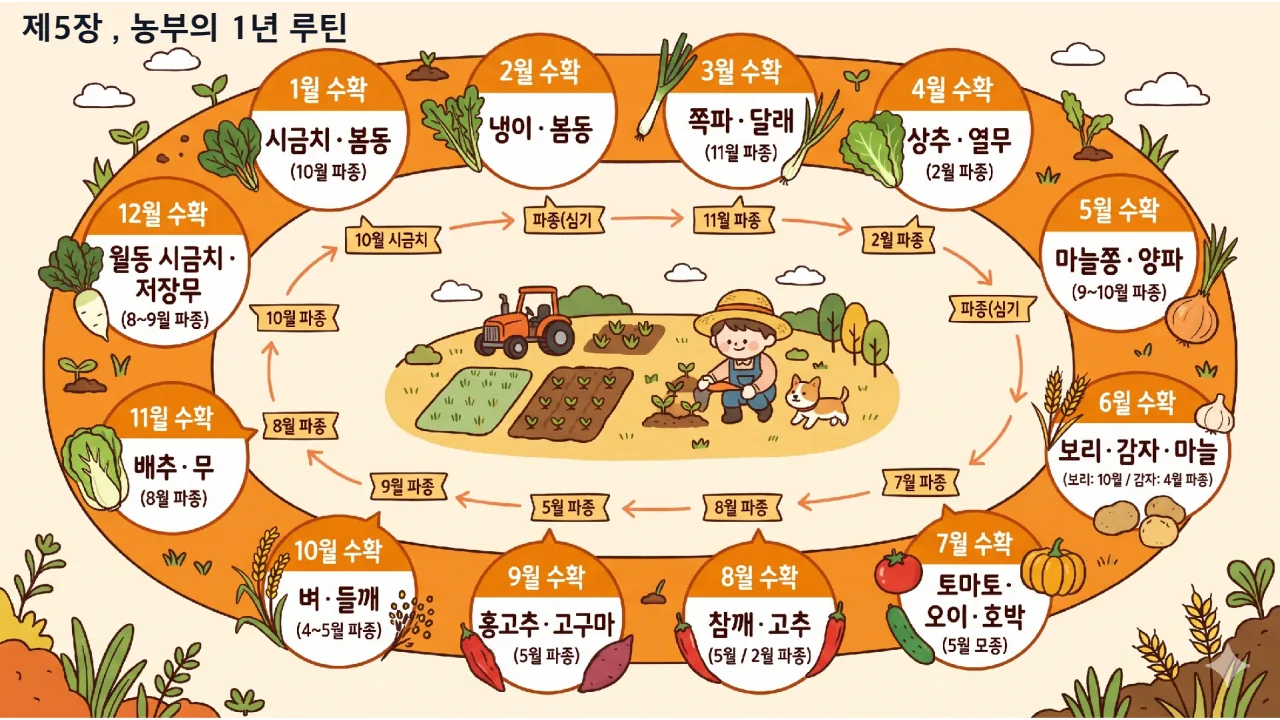 제5장 , 농부의 1년 루틴
1월 수확
시금치 · 봄동
(10월 파종)
2월 수확
냉이 · 봄동
3월 수확
쪽파 · 달래
(11월 파종)
4월 수확
상추 · 열무
(2월 파종)
5월 수확
마늘쫑 · 양파
(9~10월 파종)
6월 수확
보리 · 감자 · 마늘
(보리: 10월 / 감자: 4월 파종)
7월 수확
토마토 ·
오이 · 호박
(5월 모종)
8월 수확
참깨 · 고추
(5월 / 2월 파종)
9월 수확
홍고추 · 고구마
(5월 파종)
10월 수확
벼 · 들깨
(4~5월 파종)
11월 수확
배추 · 무
(8월 파종)
12월 수확
월동 시금치 ·
저장무
(8~9월 파종)
10월 시금치
파종(심기
11월 파종
2월 파종
파종(심기
7월 파종
8월 파종
5월 파종
9월 파종
8월 파종
10월 파종